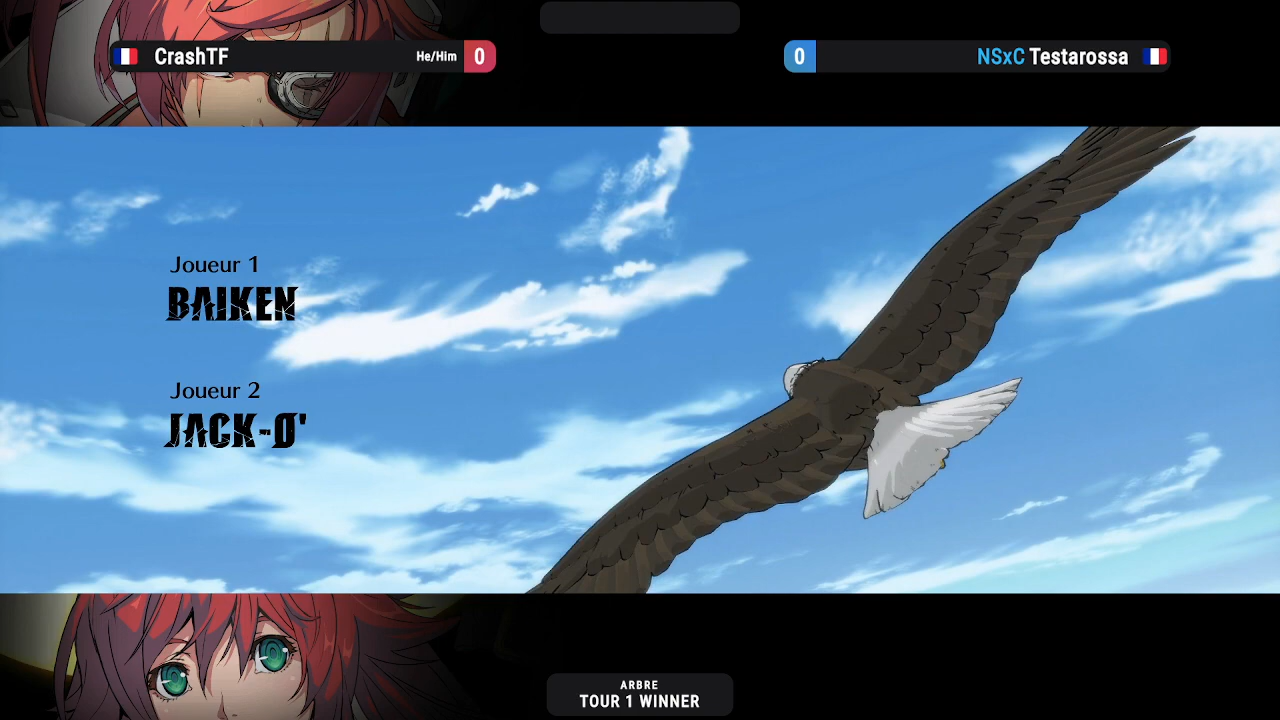 CrashTF He/Him 0
0 NSxC Testarossa
Joueur 1
BAIKEN
Joueur 2
JACK-O'
ARBRE
TOUR 1 WINNER